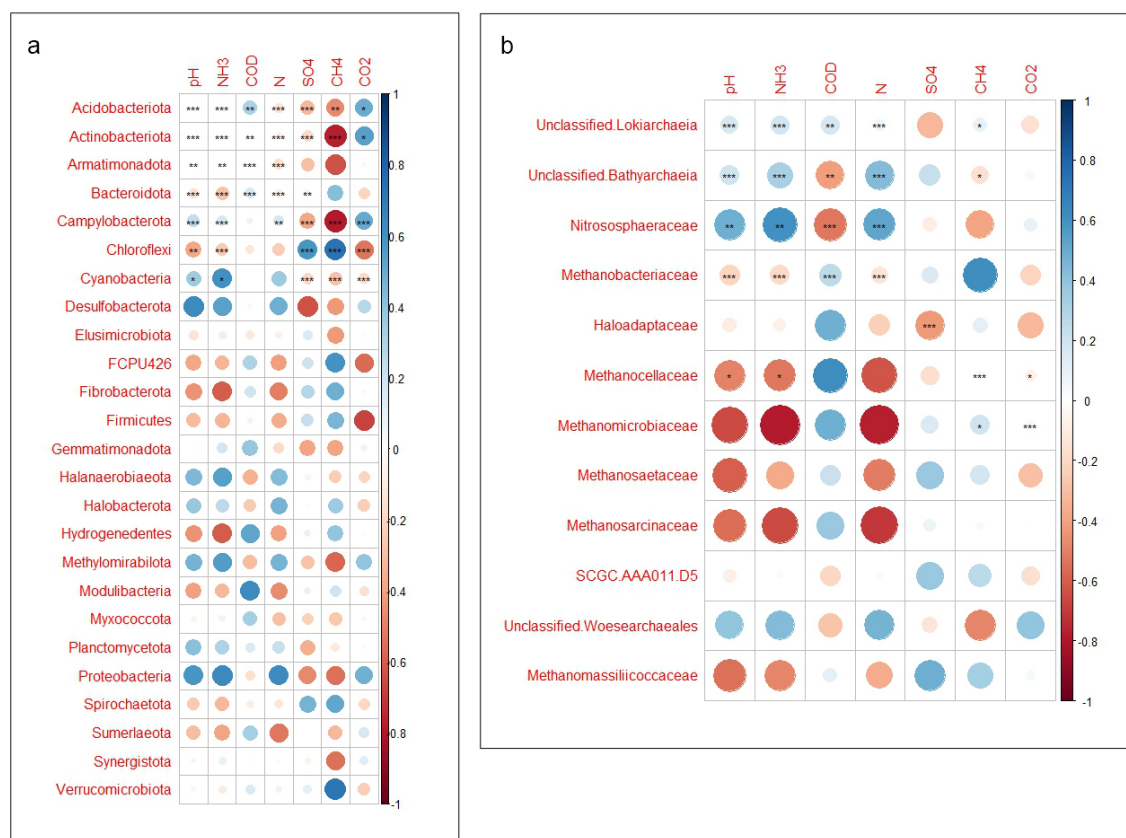 a
pH NH3 COD N SO4 CH4 CO2
Acidobacteriota *** *** ** *** *** ** *
Actinobacteriota *** *** ** *** *** *** *
Armatimonadota ** ** *** ***
Bacteroidota *** *** *** *** **
Campylobacterota *** *** ** *** *** ***
Chloroflexi ** *** *** *** ***
Cyanobacteria * * *** *** ***
Desulfobacterota
Elusimicrobiota
FCPU426
Fibrobacterota
Firmicutes
Gemmatimonadota
Halanaerobiaeota
Halobacterota
Hydrogenedentes
Methylomirabilota
Modulibacteria
Myxococcota
Planctomycetota
Proteobacteria
Spirochaetota
Sumerlaeota
Synergistota
Verrucomicrobiota
1
0.8
0.6
0.4
0.2
0
-0.2
-0.4
-0.6
-0.8
-1
b
pH NH3 COD N SO4 CH4 CO2
Unclassified.Lokiarchaeia *** *** ** *** *
Unclassified.Bathyarchaeia *** *** ** *** *
Nitrososphaeraceae ** ** *** ***
Methanobacteriaceae *** *** *** ***
Haloadaptaceae ***
Methanocellaceae * * *** *
Methanomicrobiaceae * ***
Methanosaetaceae
Methanosarcinaceae
SCGC.AAA011.D5
Unclassified.Woesearchaeales
Methanomassiliicoccaceae
1
0.8
0.6
0.4
0.2
0
-0.2
-0.4
-0.6
-0.8
-1